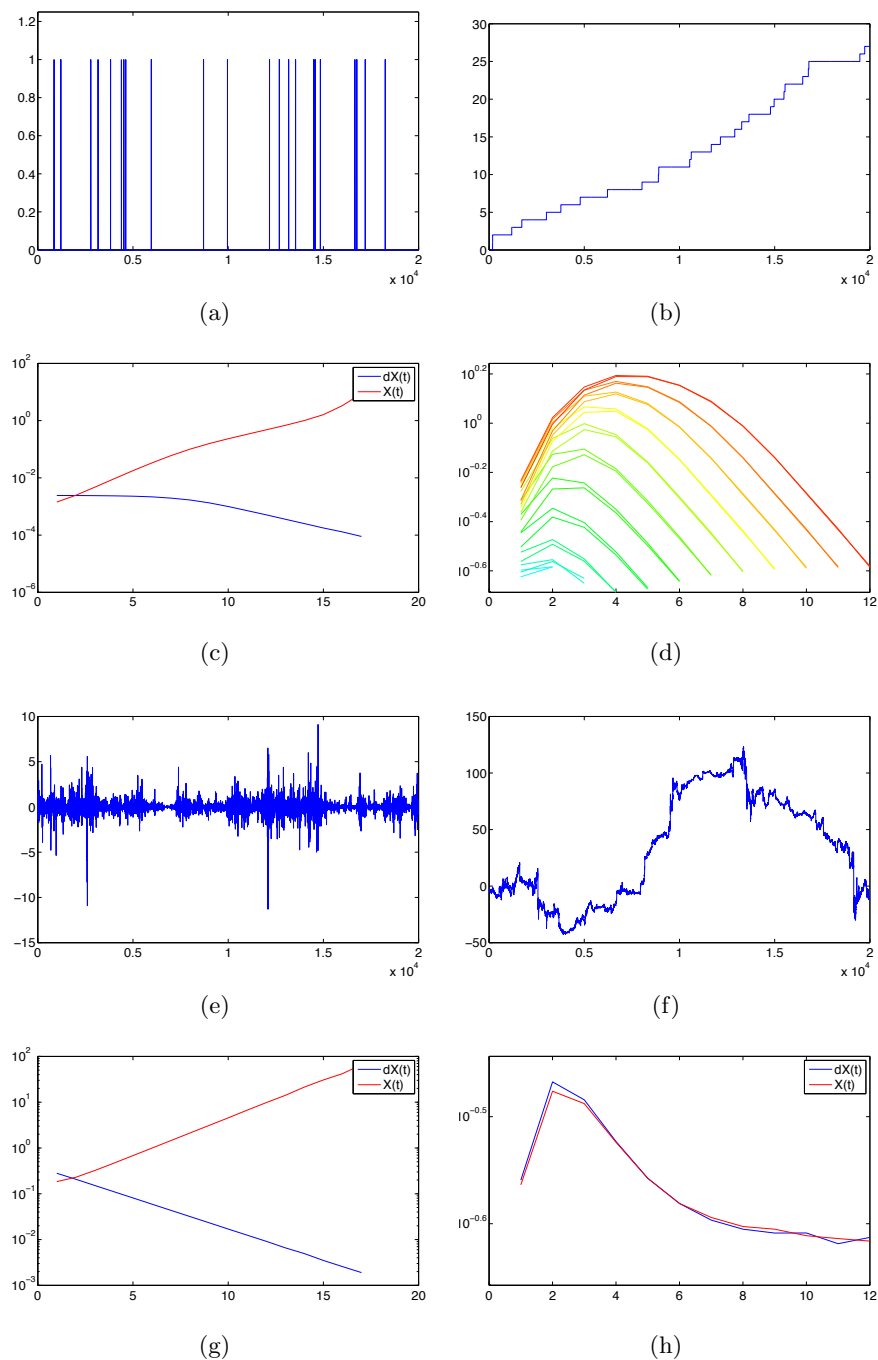 1.2
1
0.8
0.6
0.4
0.2
0
0 0.5 1 1.5 2
x 10^4
(a)
30
25
20
15
10
5
0
0 0.5 1 1.5 2
x 10^4
(b)
10^2
10^0
10^−2
10^−4
10^−6
0 5 10 15 20
dX(t)
X(t)
(c)
10^0.2
10^0
10^−0.2
10^−0.4
10^−0.6
0 2 4 6 8 10 12
(d)
10
5
0
−5
−10
−15
0 0.5 1 1.5 2
x 10^4
(e)
150
100
50
0
−50
0 0.5 1 1.5 2
x 10^4
(f)
10^2
10^1
10^0
10^−1
10^−2
10^−3
0 5 10 15 20
dX(t)
X(t)
(g)
10^−0.5
10^−0.6
0 2 4 6 8 10 12
dX(t)
X(t)
(h)